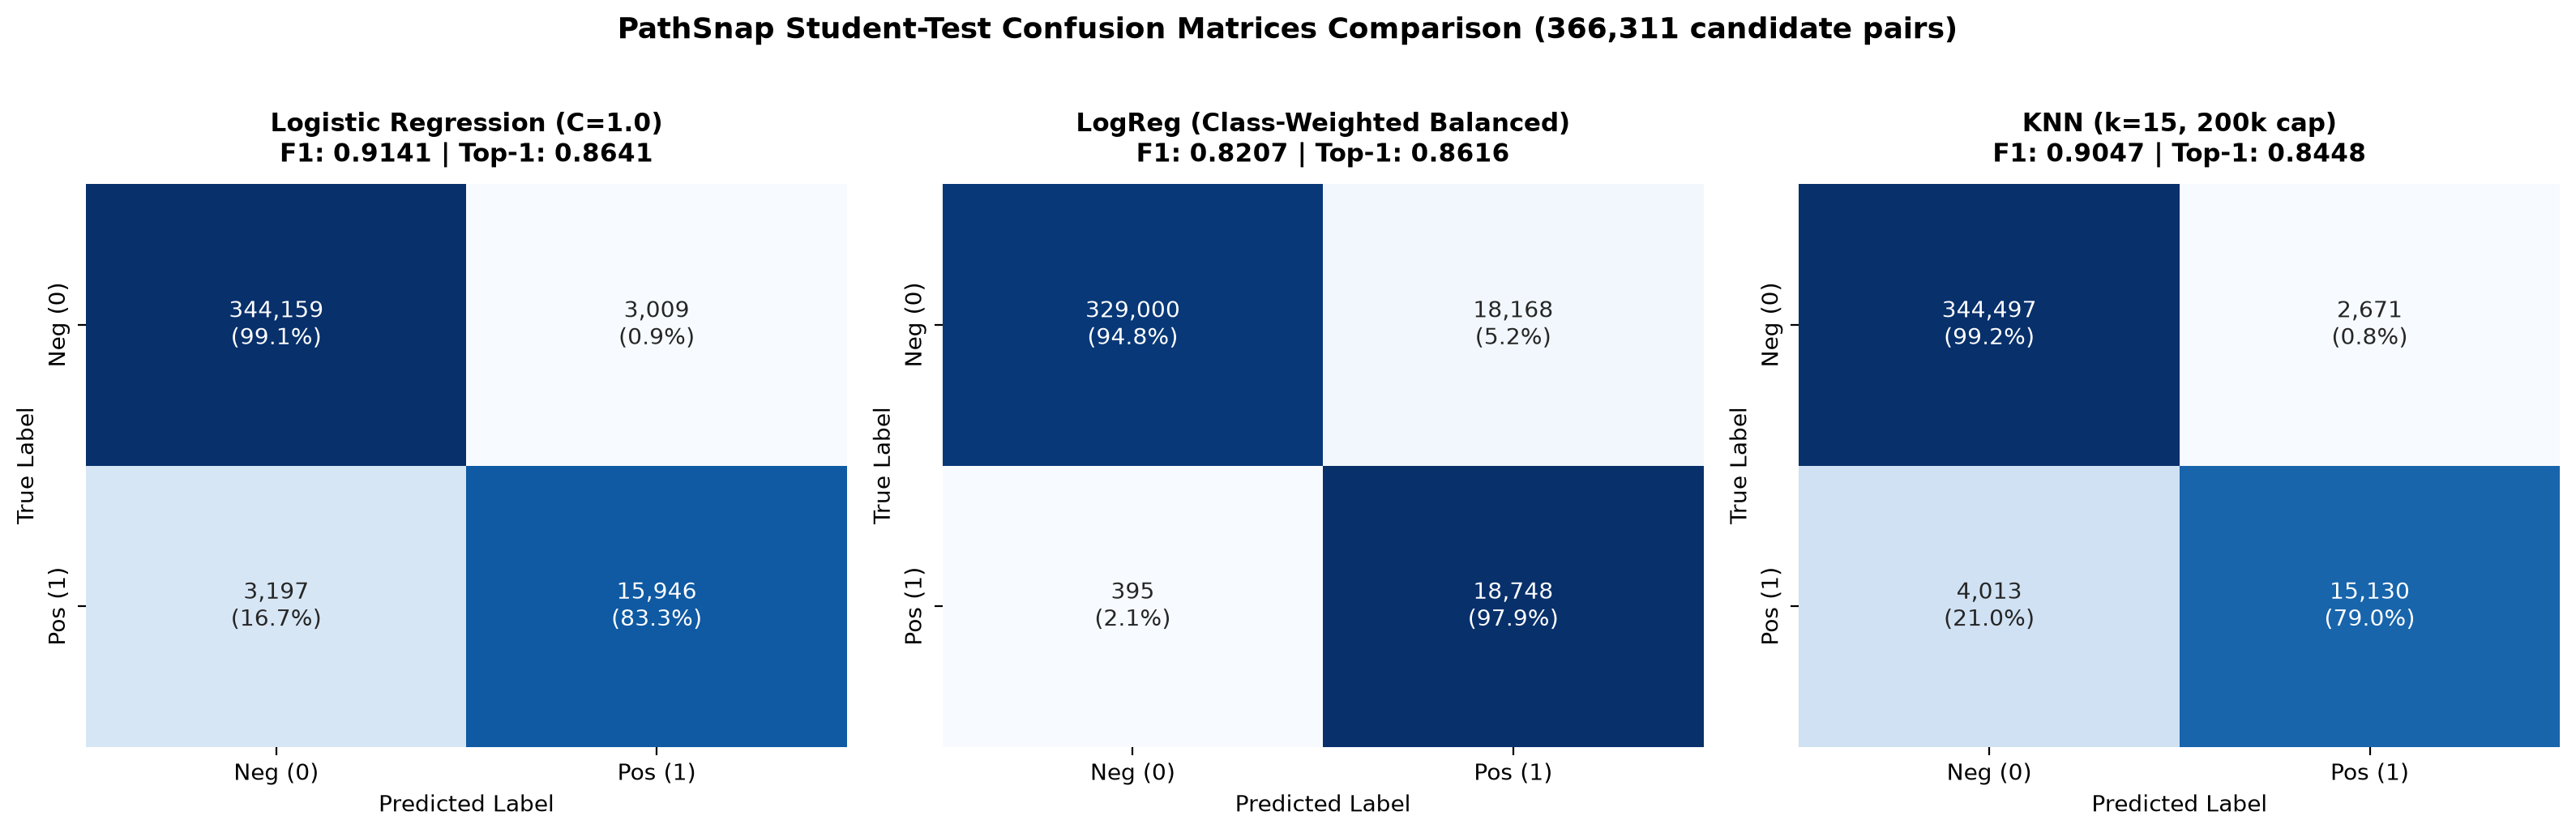 PathSnap Student-Test Confusion Matrices Comparison (366,311 candidate pairs)
Logistic Regression (C=1.0)
F1: 0.9141 | Top-1: 0.8641
True Label
Neg (0)
344,159
(99.1%)
3,009
(0.9%)
Pos (1)
3,197
(16.7%)
15,946
(83.3%)
Neg (0)
Pos (1)
Predicted Label
LogReg (Class-Weighted Balanced)
F1: 0.8207 | Top-1: 0.8616
True Label
Neg (0)
329,000
(94.8%)
18,168
(5.2%)
Pos (1)
395
(2.1%)
18,748
(97.9%)
Neg (0)
Pos (1)
Predicted Label
KNN (k=15, 200k cap)
F1: 0.9047 | Top-1: 0.8448
True Label
Neg (0)
344,497
(99.2%)
2,671
(0.8%)
Pos (1)
4,013
(21.0%)
15,130
(79.0%)
Neg (0)
Pos (1)
Predicted Label